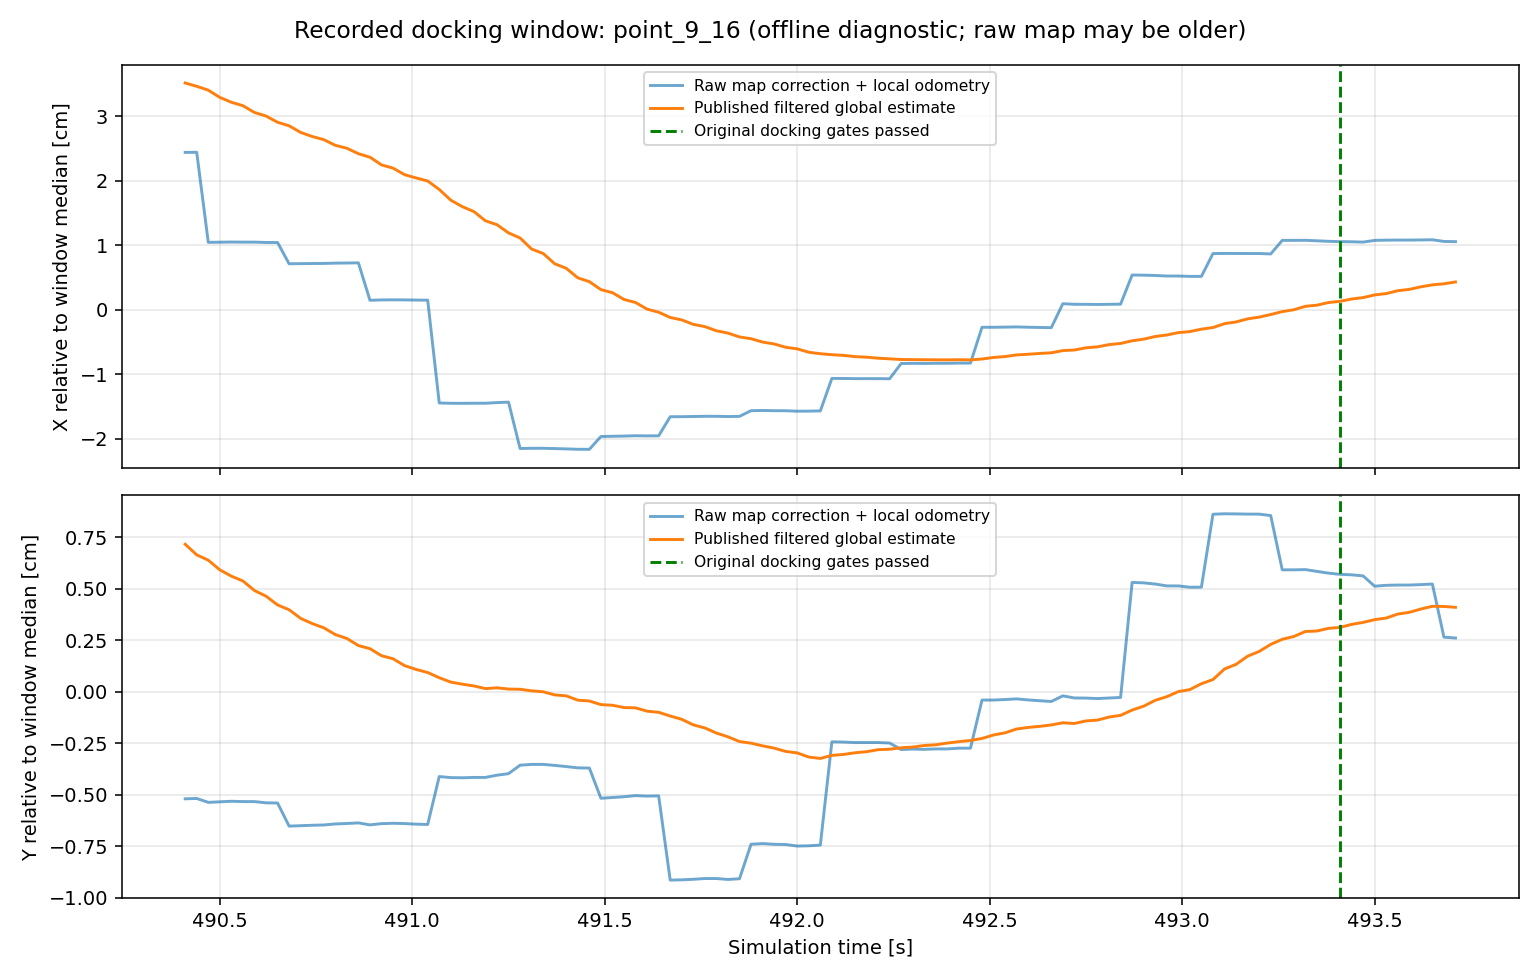 Recorded docking window: point_9_16 (offline diagnostic; raw map may be older)
X relative to window median [cm]
3
2
1
0
−1
−2
Raw map correction + local odometry
Published filtered global estimate
Original docking gates passed
Y relative to window median [cm]
0.75
0.50
0.25
0.00
−0.25
−0.50
−0.75
−1.00
Raw map correction + local odometry
Published filtered global estimate
Original docking gates passed
490.5
491.0
491.5
492.0
492.5
493.0
493.5
Simulation time [s]